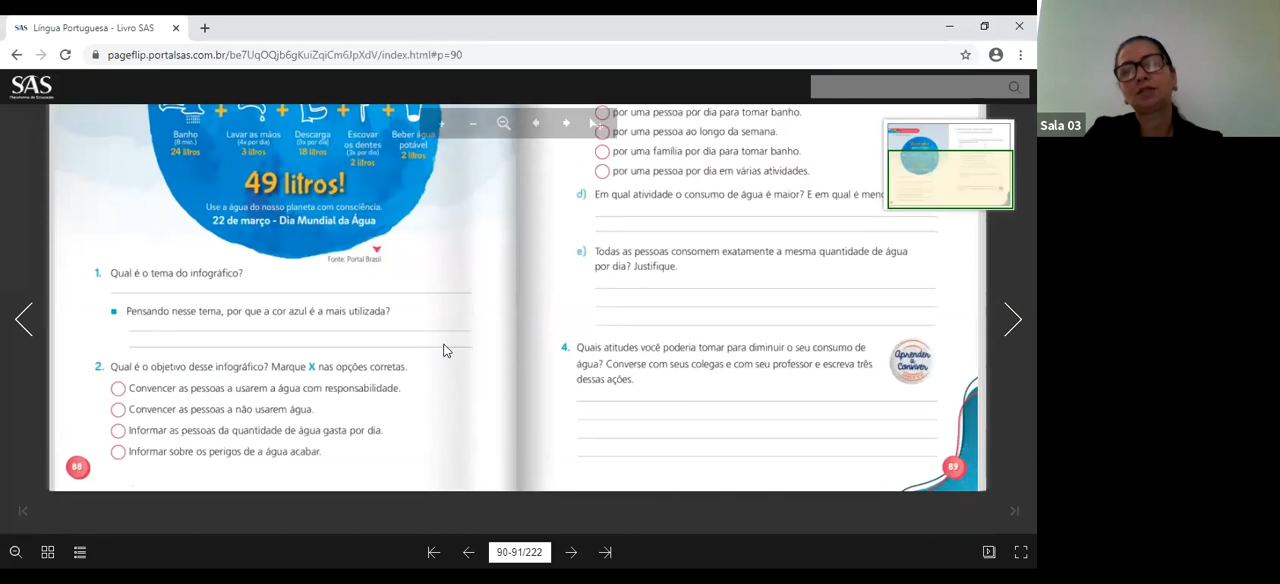 SAS Língua Portuguesa - Livro SAS
pageflip.portalsas.com.br/be7UqOQjb6gKuiZqiCm6JpXdV/index.html#p=90
SAS
Plataforma de Educação
Banho
(8 min.)
24 litros
Lavar as mãos
(4x por dia)
3 litros
Descarga
(3x por dia)
18 litros
Escovar
os dentes
(3x por dia)
2 litros
Beber água
potável
2 litros
49 litros!
Use a água do nosso planeta com consciência.
22 de março - Dia Mundial da Água
Fonte: Portal Brasil
1. Qual é o tema do infográfico?
Pensando nesse tema, por que a cor azul é a mais utilizada?
2. Qual é o objetivo desse infográfico? Marque X nas opções corretas.
Convencer as pessoas a usarem a água com responsabilidade.
Convencer as pessoas a não usarem água.
Informar as pessoas da quantidade de água gasta por dia.
Informar sobre os perigos de a água acabar.
88
por uma pessoa por dia para tomar banho.
por uma pessoa ao longo da semana.
por uma família por dia para tomar banho.
por uma pessoa por dia em várias atividades.
d) Em qual atividade o consumo de água é maior? E em qual é men
e) Todas as pessoas consomem exatamente a mesma quantidade de água
por dia? Justifique.
4. Quais atitudes você poderia tomar para diminuir o seu consumo de
água? Converse com seus colegas e com seu professor e escreva três
dessas ações.
Aprender
a
Conviver
89
90-91/222
Sala 03